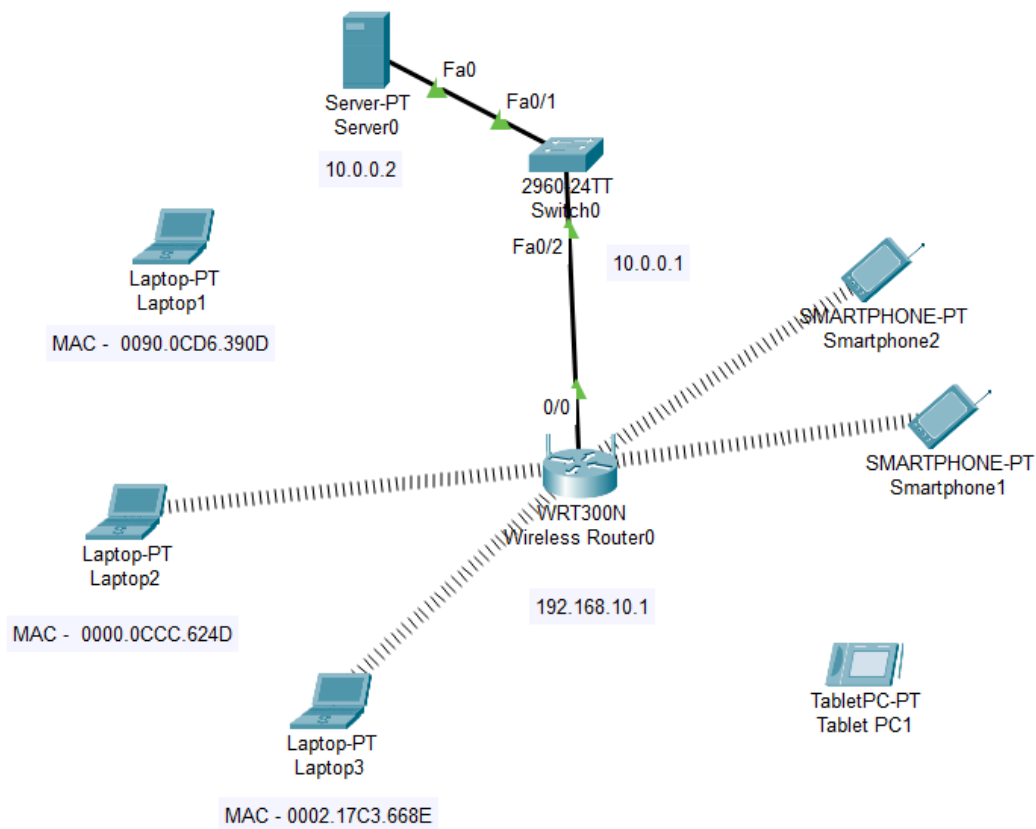 Fa0
Fa0/1
Server-PT
Server0
10.0.0.2
2960-24TT
Switch0
Fa0/2
10.0.0.1
Laptop-PT
Laptop1
MAC -  0090.0CD6.390D
SMARTPHONE-PT
Smartphone2
0/0
SMARTPHONE-PT
Smartphone1
WRT300N
Wireless Router0
Laptop-PT
Laptop2
192.168.10.1
MAC -  0000.0CCC.624D
TabletPC-PT
Tablet PC1
Laptop-PT
Laptop3
MAC - 0002.17C3.668E